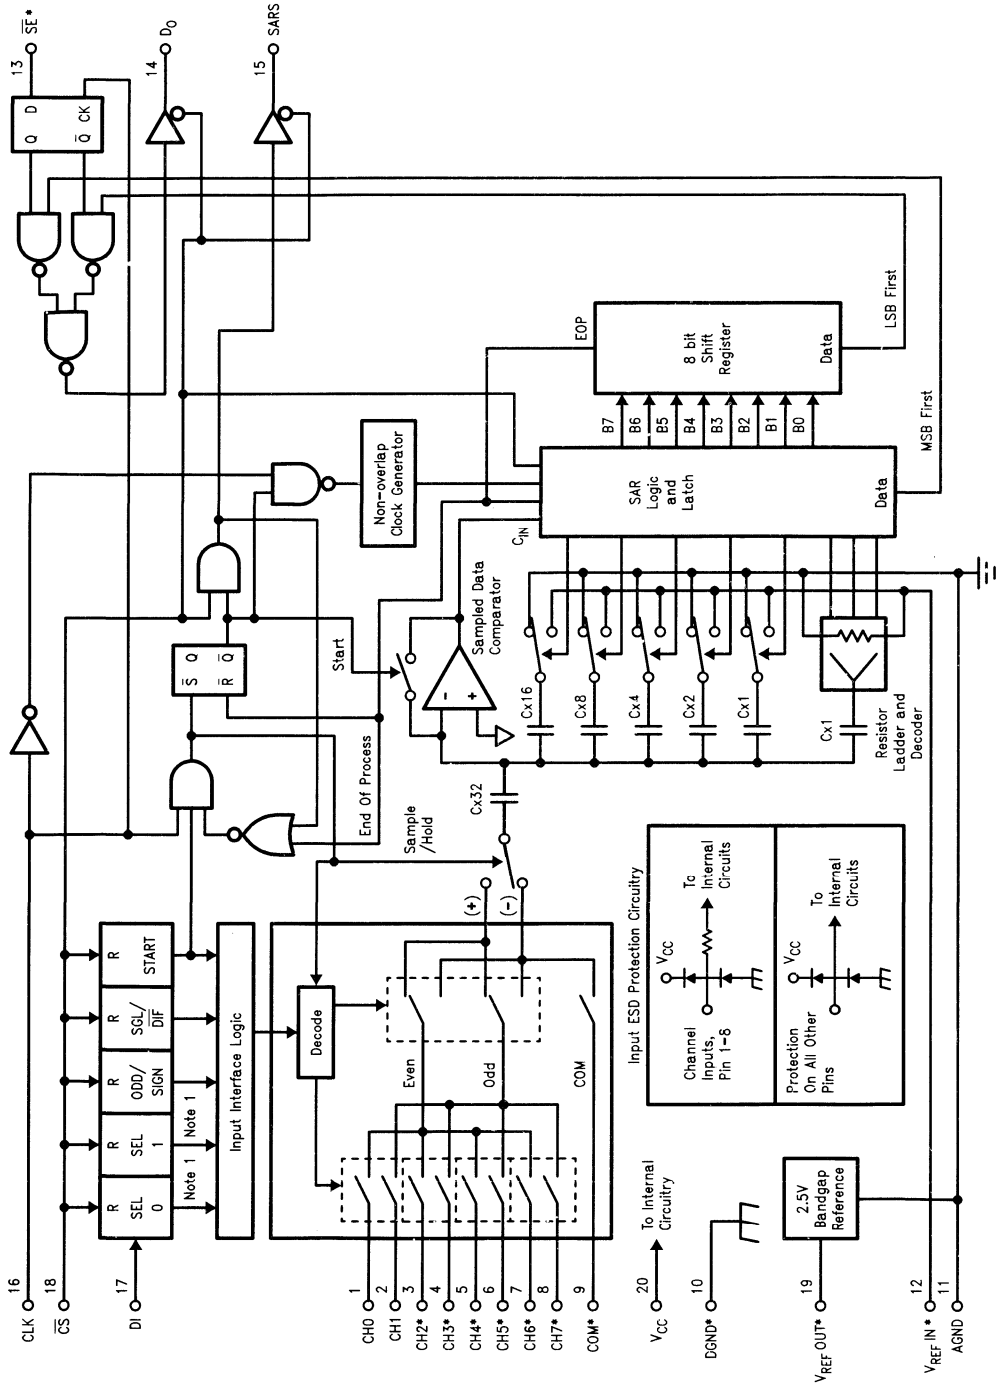 CLK 16
CS 18
DI 17
R
SEL
0
R
SEL
1
R
ODD/
SIGN
R
SGL/
DIF
R
START
Note 1
Note 1
Input Interface Logic
Decode
CH0 1
CH1 2
CH2* 3
CH3* 4
CH4* 5
CH5* 6
CH6* 7
CH7* 8
COM* 9
Even
Odd
COM
(+)
(-)
Sample
/Hold
End Of Process
Start
S Q
R Q
Non-overlap
Clock Generator
Sampled Data
Comparator
-
+
Cx32
Cx16
Cx8
Cx4
Cx2
Cx1
Cx1
Resistor
Ladder and
Decoder
CIN
SAR
Logic
and
Latch
Data
B7
B6
B5
B4
B3
B2
B1
B0
EOP
8 bit
Shift
Register
Data
MSB First
LSB First
Q D
Q CK
13 SE*
14 DO
15 SARS
VCC 20
To Internal
Circuitry
DGND* 10
VREF OUT* 19
2.5V
Bandgap
Reference
VREF IN* 12
AGND 11
Input ESD Protection Circuitry
Channel
Inputs,
Pin 1-8
VCC
To
Internal
Circuits
Protection
On All Other
Pins
VCC
To
Internal
Circuits